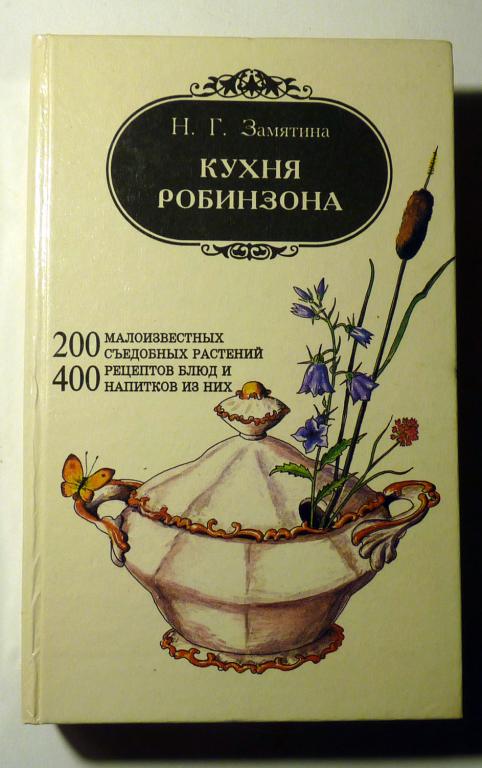 Н. Г. Замятина
КУХНЯ
РОБИНЗОНА
200 МАЛОИЗВЕСТНЫХ
СЪЕДОБНЫХ РАСТЕНИЙ
400 РЕЦЕПТОВ БЛЮД И
НАПИТКОВ ИЗ НИХ